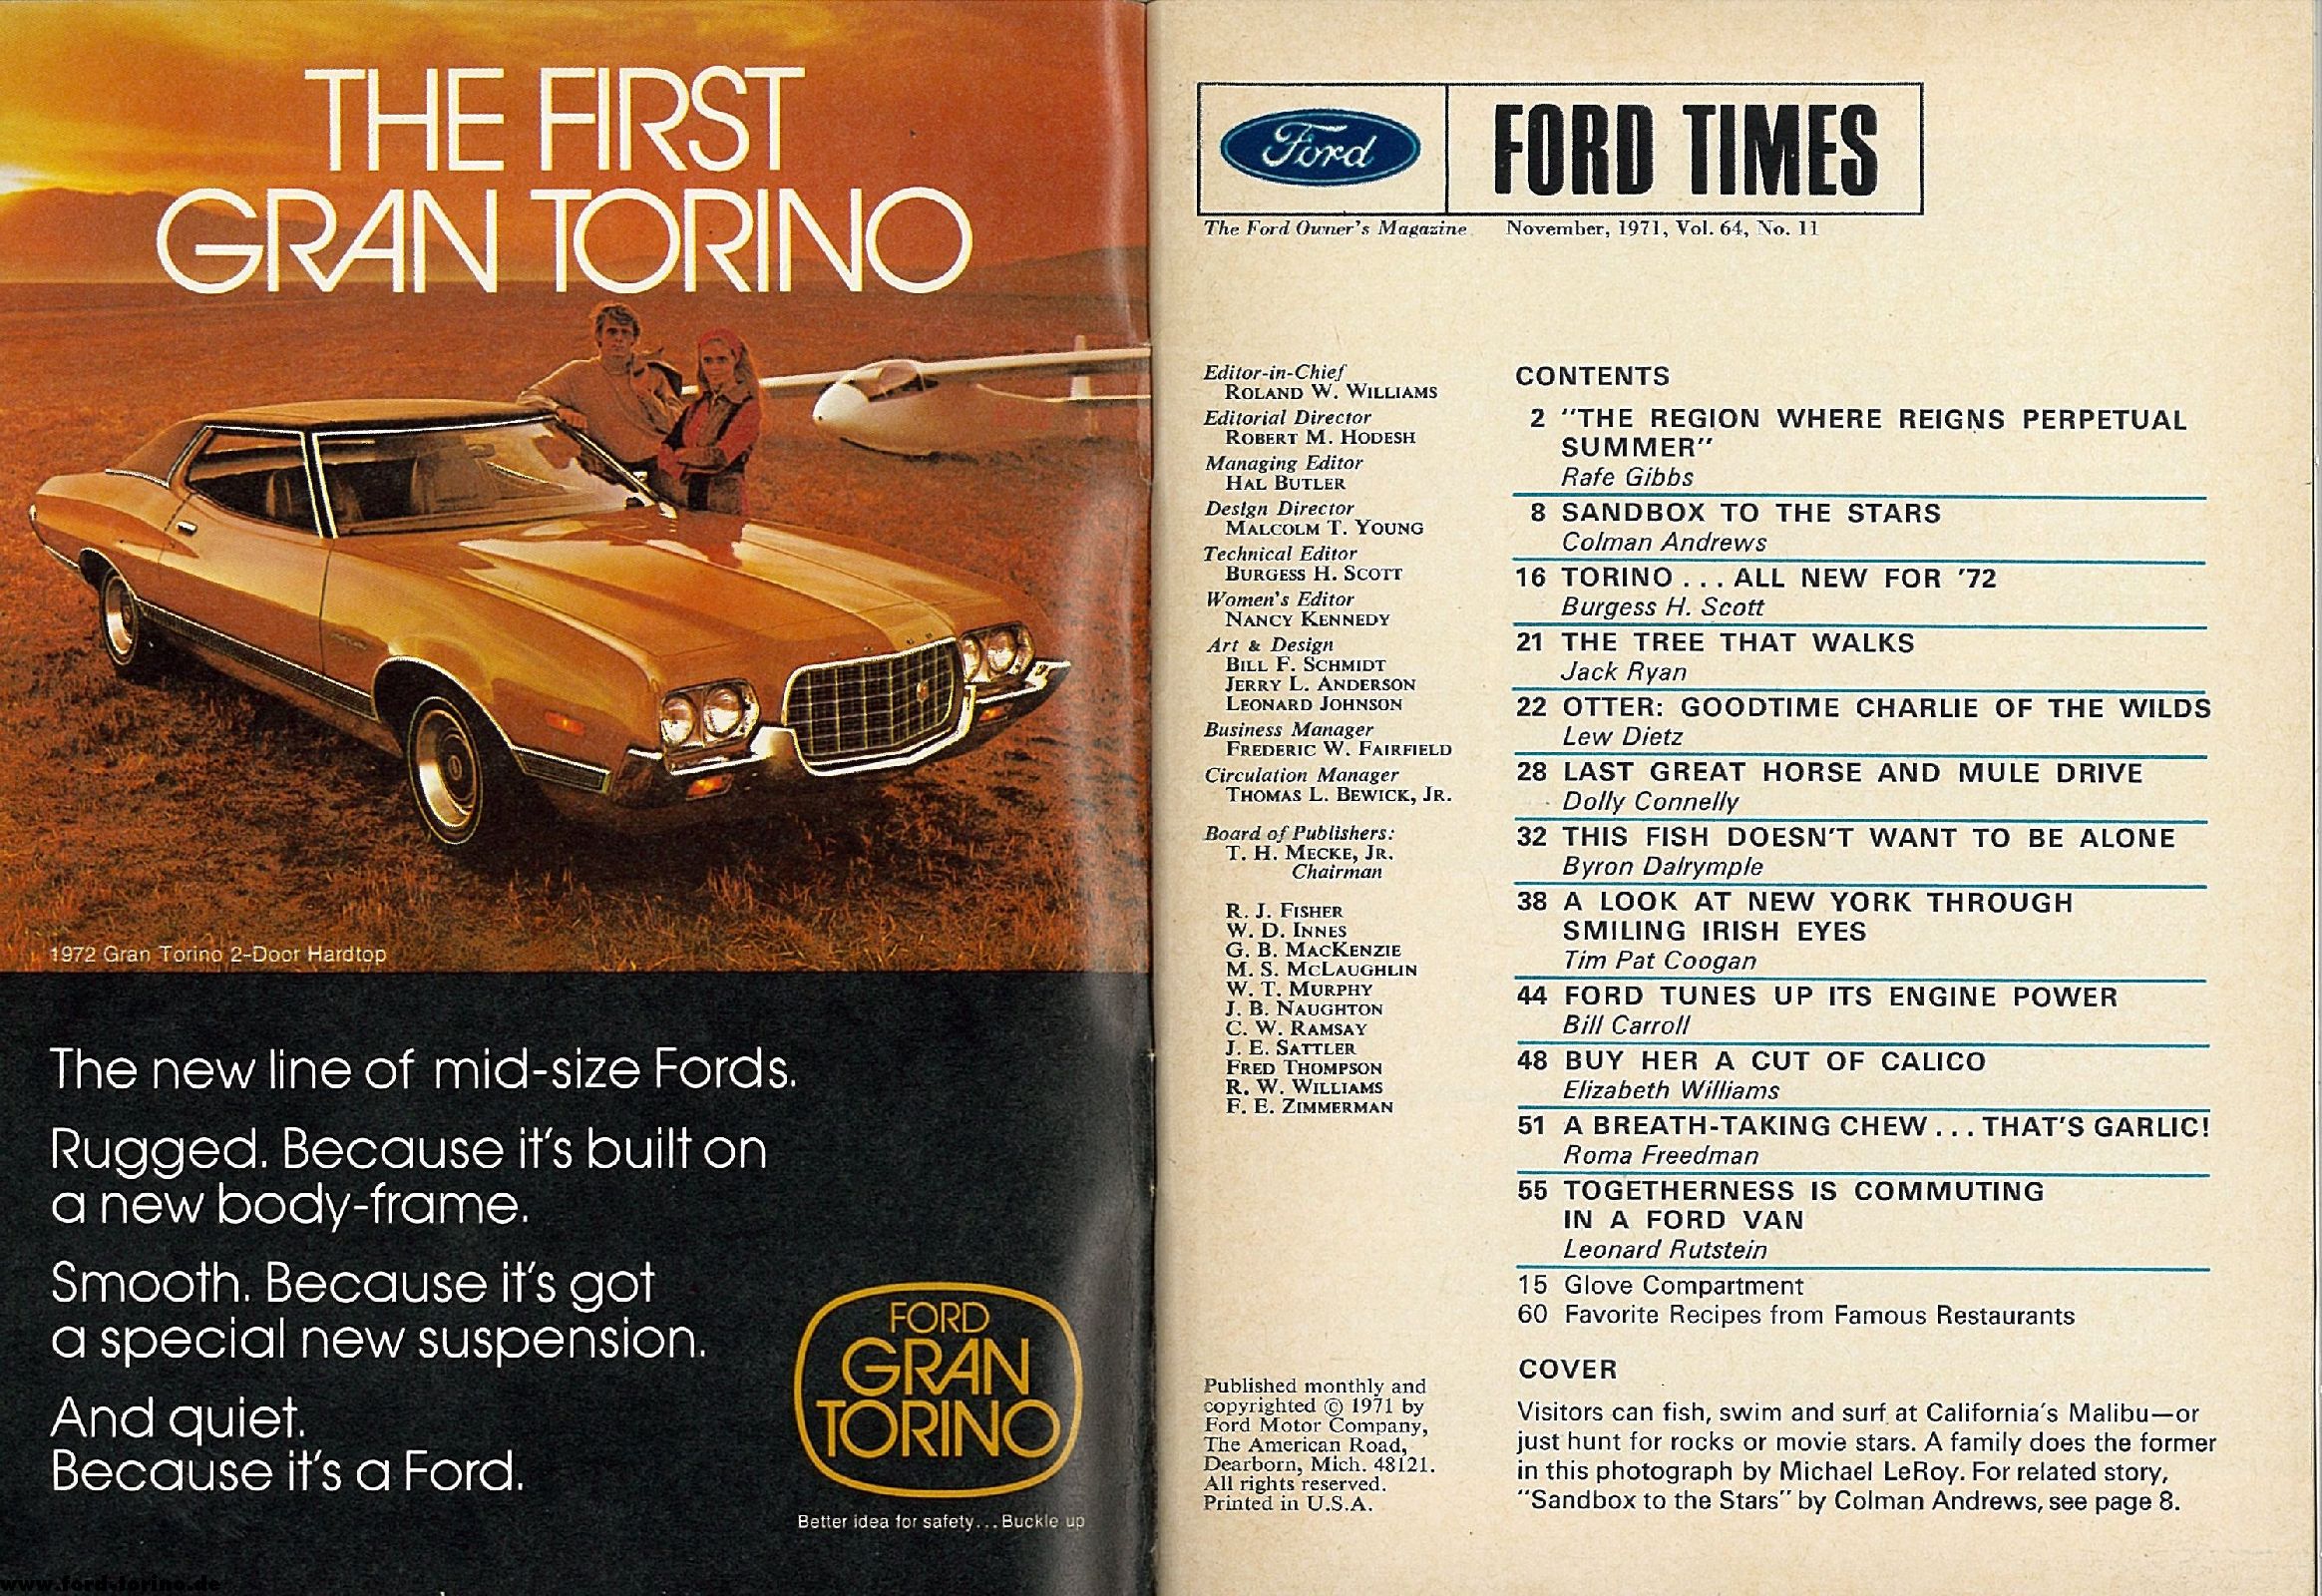 THE FIRST
GRAN TORINO
1972 Gran Torino 2-Door Hardtop
The new line of mid-size Fords.
Rugged. Because it's built on
a new body-frame.
Smooth. Because it's got
a special new suspension.
And quiet.
Because it's a Ford.
FORD
GRAN
TORINO
Better idea for safety...Buckle up
www.ford-torino.de
Ford
FORD TIMES
The Ford Owner's Magazine
November, 1971, Vol. 64, No. 11
Editor-in-Chief
ROLAND W. WILLIAMS
Editorial Director
ROBERT M. HODESH
Managing Editor
HAL BUTLER
Design Director
MALCOLM T. YOUNG
Technical Editor
BURGESS H. SCOTT
Women's Editor
NANCY KENNEDY
Art & Design
BILL F. SCHMIDT
JERRY L. ANDERSON
LEONARD JOHNSON
Business Manager
FREDERIC W. FAIRFIELD
Circulation Manager
THOMAS L. BEWICK, JR.
Board of Publishers:
T. H. MECKE, JR.
Chairman
R. J. FISHER
W. D. INNES
G. B. MACKENZIE
M. S. MCLAUGHLIN
W. T. MURPHY
J. B. NAUGHTON
C. W. RAMSAY
J. E. SATTLER
FRED THOMPSON
R. W. WILLIAMS
F. E. ZIMMERMAN
Published monthly and
copyrighted © 1971 by
Ford Motor Company,
The American Road,
Dearborn, Mich. 48121.
All rights reserved.
Printed in U.S.A.
CONTENTS
2 "THE REGION WHERE REIGNS PERPETUAL
SUMMER"
Rafe Gibbs
8 SANDBOX TO THE STARS
Colman Andrews
16 TORINO... ALL NEW FOR '72
Burgess H. Scott
21 THE TREE THAT WALKS
Jack Ryan
22 OTTER: GOODTIME CHARLIE OF THE WILDS
Lew Dietz
28 LAST GREAT HORSE AND MULE DRIVE
Dolly Connelly
32 THIS FISH DOESN'T WANT TO BE ALONE
Byron Dalrymple
38 A LOOK AT NEW YORK THROUGH
SMILING IRISH EYES
Tim Pat Coogan
44 FORD TUNES UP ITS ENGINE POWER
Bill Carroll
48 BUY HER A CUT OF CALICO
Elizabeth Williams
51 A BREATH-TAKING CHEW... THAT'S GARLIC!
Roma Freedman
55 TOGETHERNESS IS COMMUTING
IN A FORD VAN
Leonard Rutstein
15 Glove Compartment
60 Favorite Recipes from Famous Restaurants
COVER
Visitors can fish, swim and surf at California's Malibu—or
just hunt for rocks or movie stars. A family does the former
in this photograph by Michael LeRoy. For related story,
"Sandbox to the Stars" by Colman Andrews, see page 8.